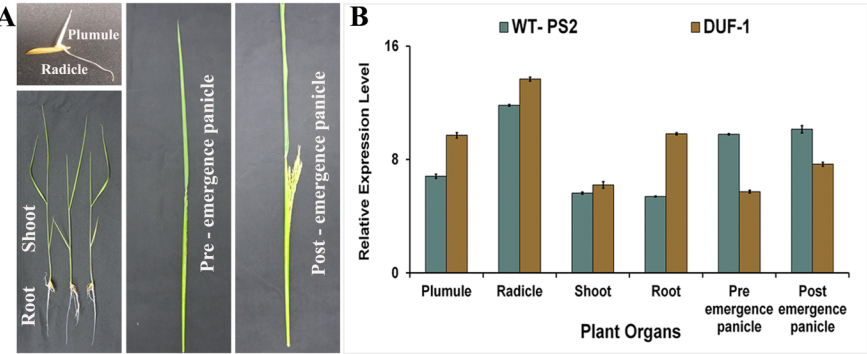 A
Plumule
Radicle
Shoot
Root
Pre - emergence panicle
Post - emergence panicle
B
WT- PS2
DUF-1
Relative Expression Level
16
8
0
Plumule
Radicle
Shoot
Root
Pre emergence panicle
Post emergence panicle
Plant Organs